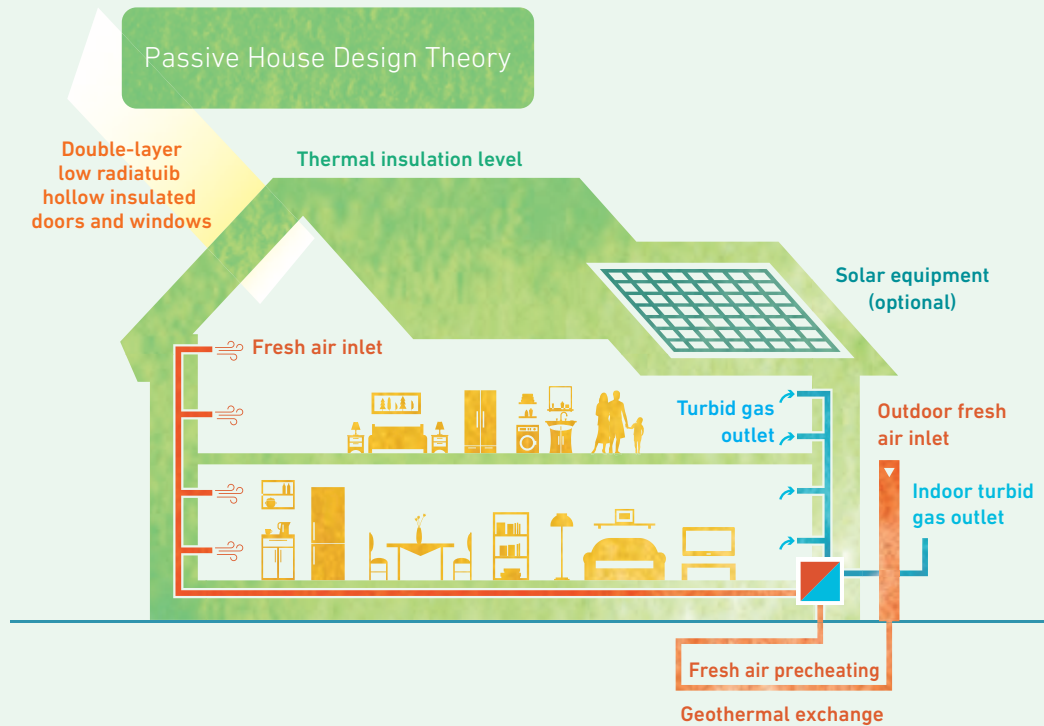 Passive House Design Theory
Double-layer
low radiatuib
hollow insulated
doors and windows
Thermal insulation level
Solar equipment
(optional)
Fresh air inlet
Turbid gas
outlet
Outdoor fresh
air inlet
Indoor turbid
gas outlet
Fresh air precheating
Geothermal exchange